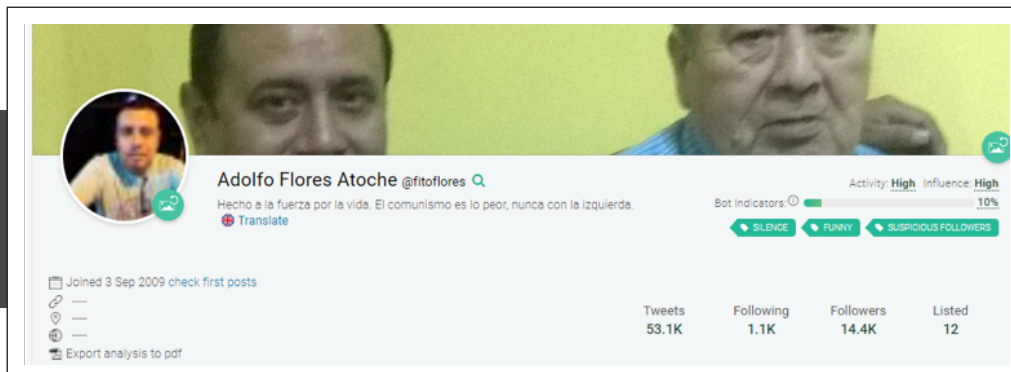 Adolfo Flores Atoche @fitoflores
Hecho a la fuerza por la vida. El comunismo es lo peor, nunca con la izquierda.
Translate
Activity: High Influence: High
Bot Indicators: 10%
SILENCE FUNNY SUSPICIOUS FOLLOWERS
Joined 3 Sep 2009 check first posts
—
—
—
Export analysis to pdf
Tweets Following Followers Listed
53.1K 1.1K 14.4K 12